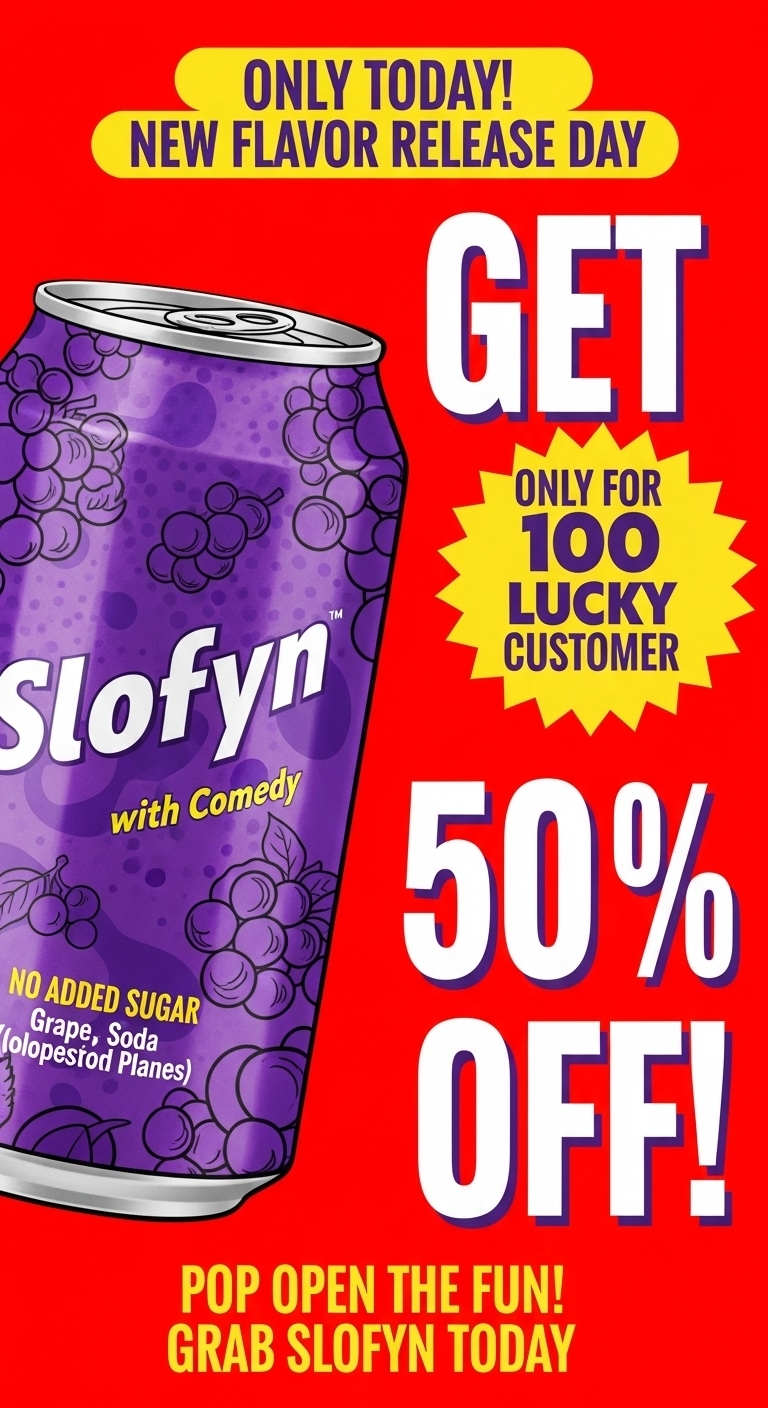 ONLY TODAY!
NEW FLAVOR RELEASE DAY
GET
ONLY FOR
100
LUCKY
CUSTOMER
50%
OFF!
Slofyn™
with Comedy
NO ADDED SUGAR
Grape, Soda
(olopestod Planes)
POP OPEN THE FUN!
GRAB SLOFYN TODAY